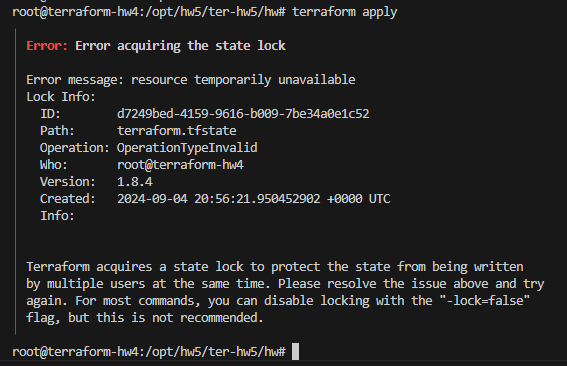 root@terraform-hw4:/opt/hw5/ter-hw5/hw# terraform apply
Error: Error acquiring the state lock
Error message: resource temporarily unavailable
Lock Info:
ID: d7249bed-4159-9616-b009-7be34a0e1c52
Path: terraform.tfstate
Operation: OperationTypeInvalid
Who: root@terraform-hw4
Version: 1.8.4
Created: 2024-09-04 20:56:21.950452902 +0000 UTC
Info:
Terraform acquires a state lock to protect the state from being written
by multiple users at the same time. Please resolve the issue above and try
again. For most commands, you can disable locking with the "-lock=false"
flag, but this is not recommended.
root@terraform-hw4:/opt/hw5/ter-hw5/hw#